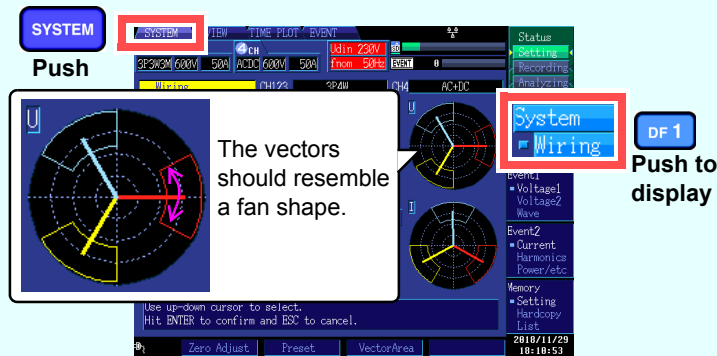 SYSTEM
Push
SYSTEM VIEW TIME PLOT EVENT
4CH
Udin 230V SD
3P3W3M 600V 50A ACDC 600V 50A fnom 50Hz EVENT 0
Wiring CH123 3P4W CH4 AC+DC
U
The vectors
should resemble
a fan shape.
U
I
Use up-down cursor to select.
Hit ENTER to confirm and ESC to cancel.
Zero Adjust Preset VectorArea
Status
Setting
Recording
Analyzing
System
Wiring
DF 1
Push to
display
Event1
Voltage1
Voltage2
Wave
Event2
Current
Harmonics
Power/etc
Memory
Setting
Hardcopy
List
2018/11/29
18:10:53